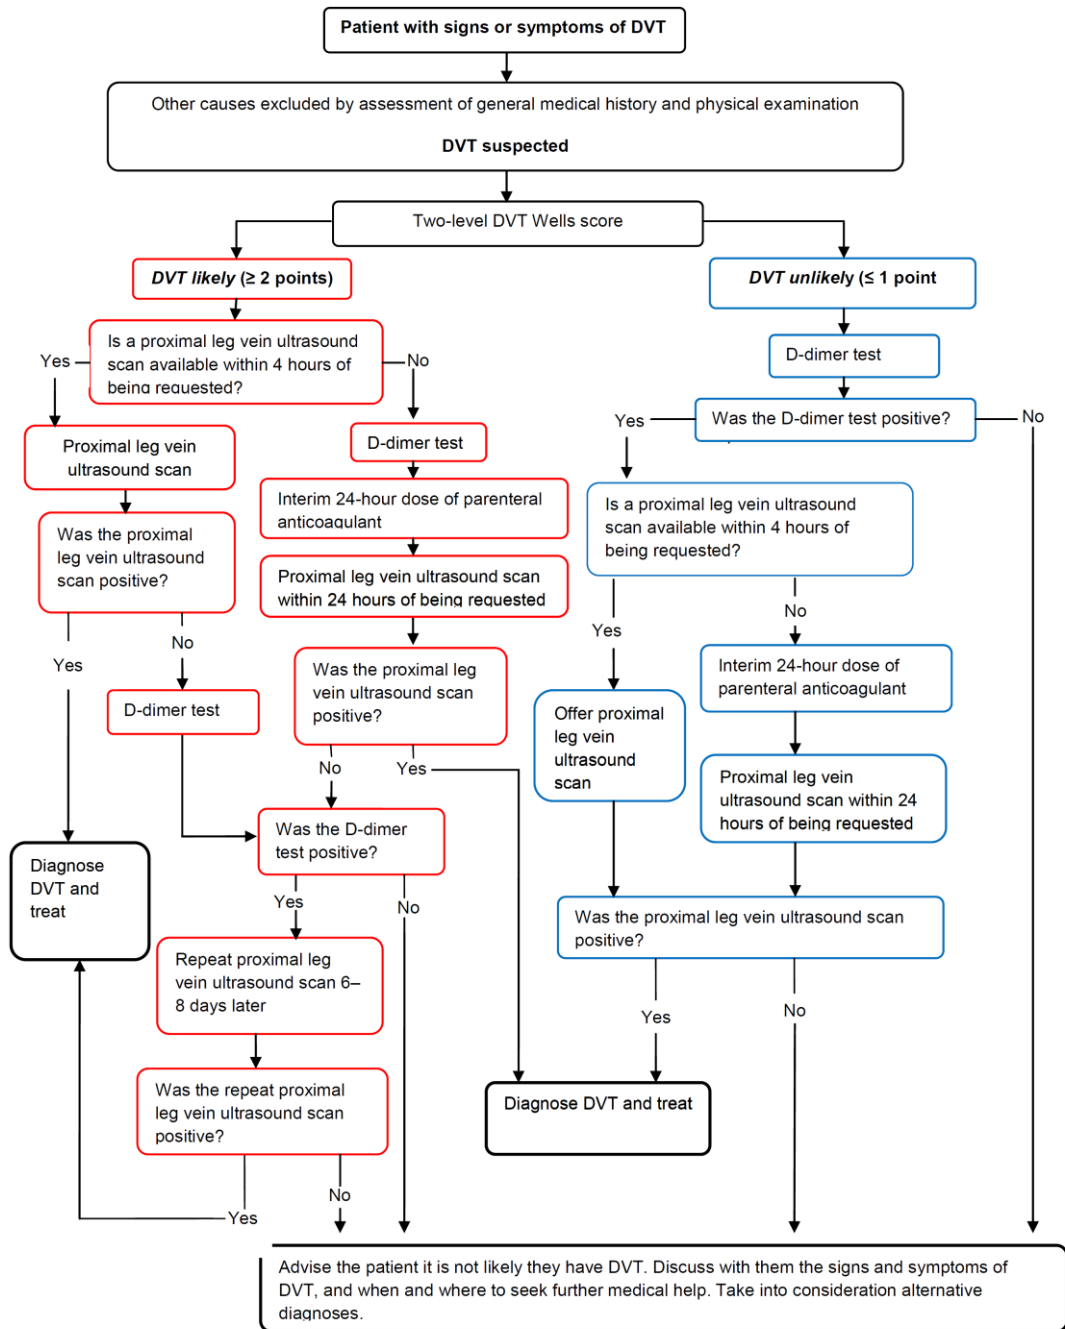 Patient with signs or symptoms of DVT
Other causes excluded by assessment of general medical history and physical examination
DVT suspected
Two-level DVT Wells score
DVT likely (≥ 2 points)
DVT unlikely (≤ 1 point
Is a proximal leg vein ultrasound
scan available within 4 hours of
being requested?
Yes
No
D-dimer test
Was the D-dimer test positive?
Yes
No
Proximal leg vein
ultrasound scan
D-dimer test
Interim 24-hour dose of parenteral
anticoagulant
Is a proximal leg vein ultrasound
scan available within 4 hours of
being requested?
Was the proximal
leg vein ultrasound
scan positive?
Proximal leg vein ultrasound scan
within 24 hours of being requested
Yes
No
Yes
No
Was the proximal leg
vein ultrasound scan
positive?
Interim 24-hour dose of
parenteral anticoagulant
D-dimer test
Offer proximal
leg vein
ultrasound
scan
No
Yes
Proximal leg vein
ultrasound scan within 24
hours of being requested
Was the D-dimer
test positive?
Diagnose
DVT and
treat
Yes
No
Was the proximal leg vein ultrasound scan
positive?
Repeat proximal leg
vein ultrasound scan 6–
8 days later
Yes
No
Was the repeat proximal
leg vein ultrasound scan
positive?
Diagnose DVT and treat
Yes
No
Advise the patient it is not likely they have DVT. Discuss with them the signs and symptoms of
DVT, and when and where to seek further medical help. Take into consideration alternative
diagnoses.